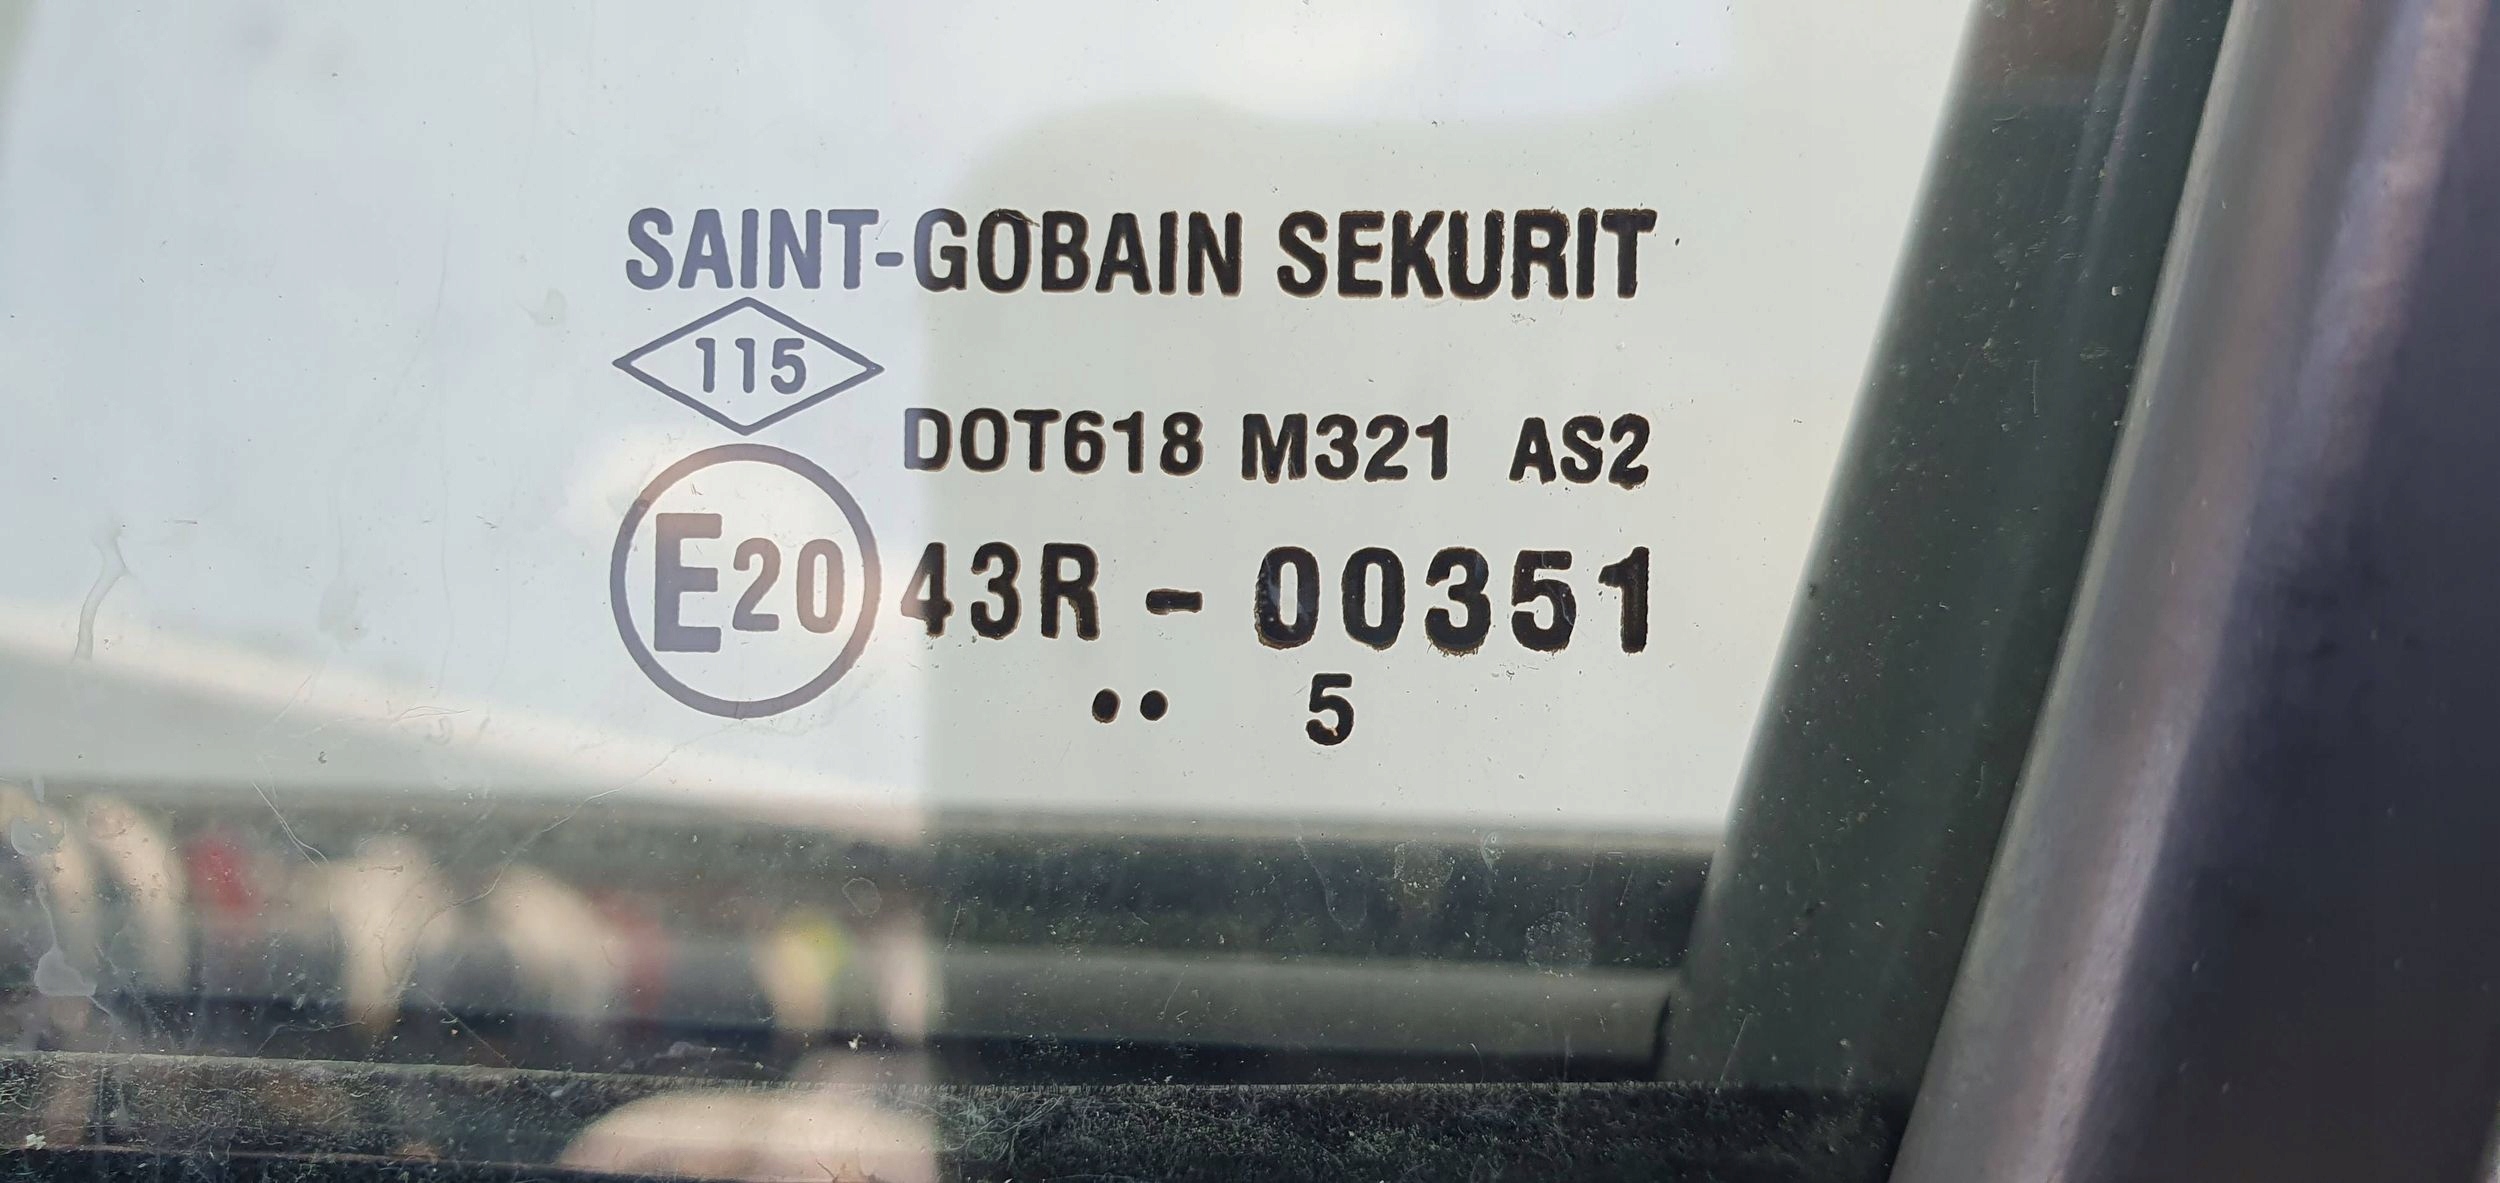 SAINT-GOBAIN SEKURIT
115
DOT618 M321 AS2
E20 43R - 00351
•• 5